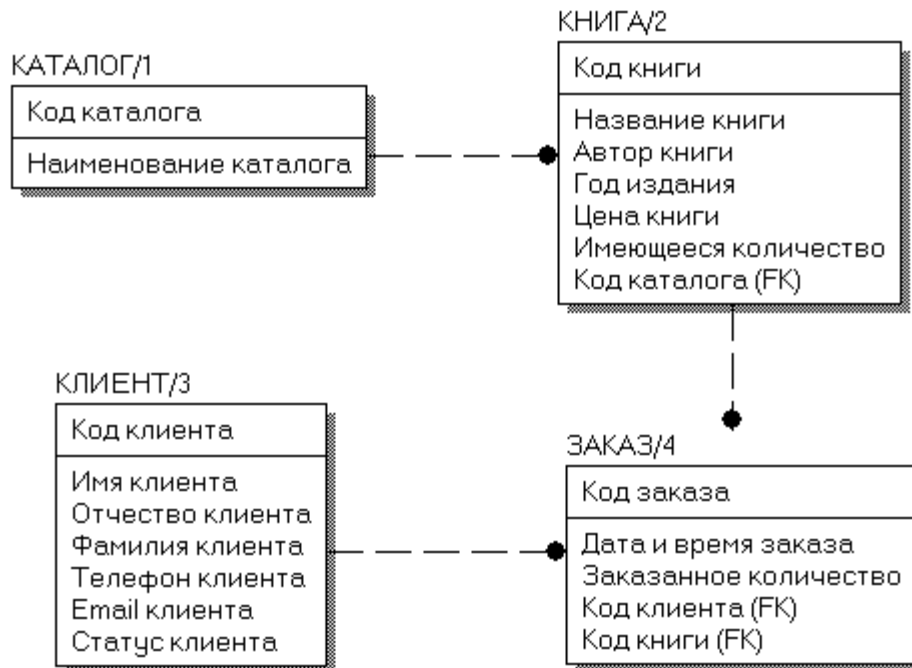 КАТАЛОГ/1
Код каталога
Наименование каталога
КНИГА/2
Код книги
Название книги
Автор книги
Год издания
Цена книги
Имеющееся количество
Код каталога (FK)
КЛИЕНТ/3
Код клиента
Имя клиента
Отчество клиента
Фамилия клиента
Телефон клиента
Email клиента
Статус клиента
ЗАКАЗ/4
Код заказа
Дата и время заказа
Заказанное количество
Код клиента (FK)
Код книги (FK)